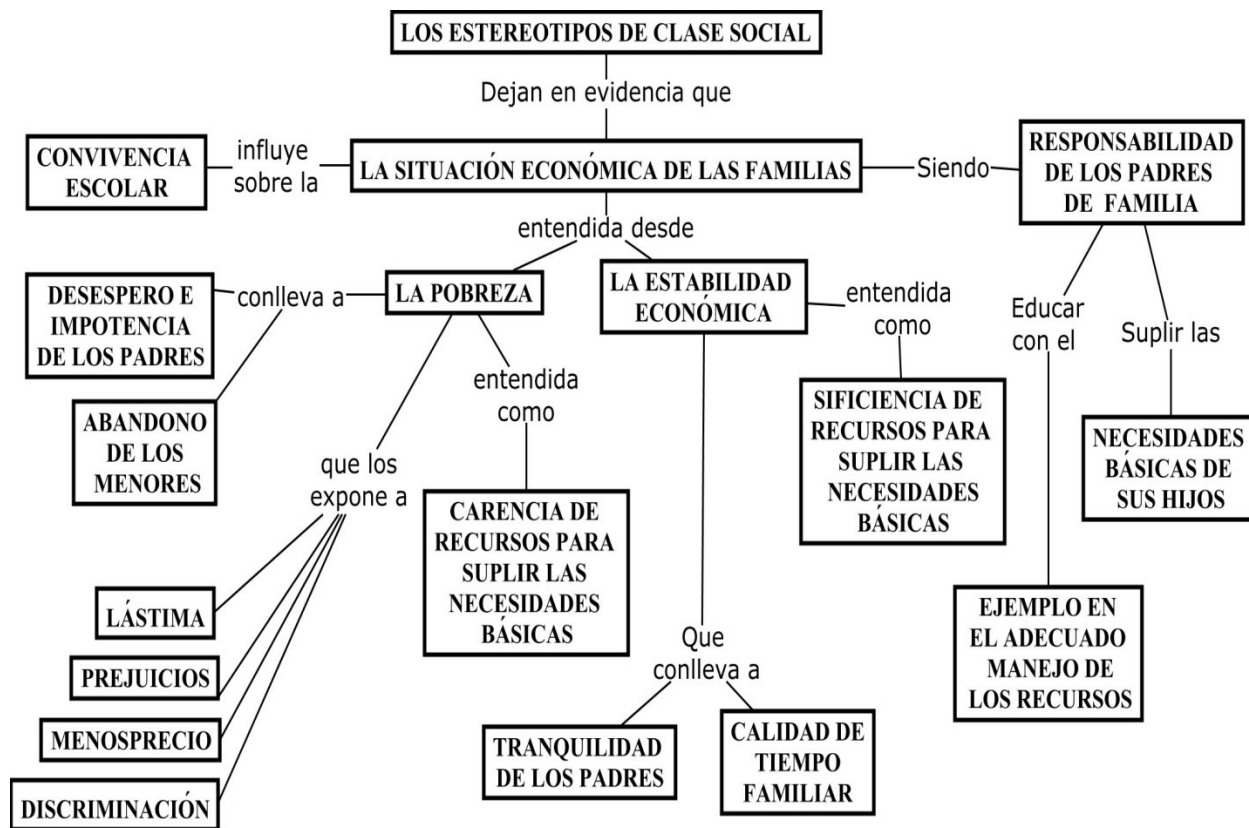 LOS ESTEREOTIPOS DE CLASE SOCIAL
Dejan en evidencia que
CONVIVENCIA
ESCOLAR
influye
sobre la
LA SITUACIÓN ECONÓMICA DE LAS FAMILIAS
Siendo
RESPONSABILIDAD
DE LOS PADRES
DE FAMILIA
entendida desde
DESESPERO E
IMPOTENCIA
DE LOS PADRES
conlleva a
LA POBREZA
LA ESTABILIDAD
ECONÓMICA
entendida
como
Educar
con el
Suplir las
ABANDONO
DE LOS
MENORES
entendida
como
SIFICIENCIA DE
RECURSOS PARA
SUPLIR LAS
NECESIDADES
BÁSICAS
NECESIDADES
BÁSICAS DE
SUS HIJOS
que los
expone a
CARENCIA DE
RECURSOS PARA
SUPLIR LAS
NECESIDADES
BÁSICAS
LÁSTIMA
PREJUICIOS
MENOSPRECIO
DISCRIMINACIÓN
Que
conlleva a
EJEMPLO EN
EL ADECUADO
MANEJO DE
LOS RECURSOS
TRANQUILIDAD
DE LOS PADRES
CALIDAD DE
TIEMPO
FAMILIAR